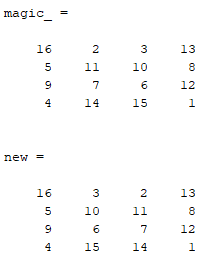 magic_ =
16 2 3 13
5 11 10 8
9 7 6 12
4 14 15 1
new =
16 3 2 13
5 10 11 8
9 6 7 12
4 15 14 1